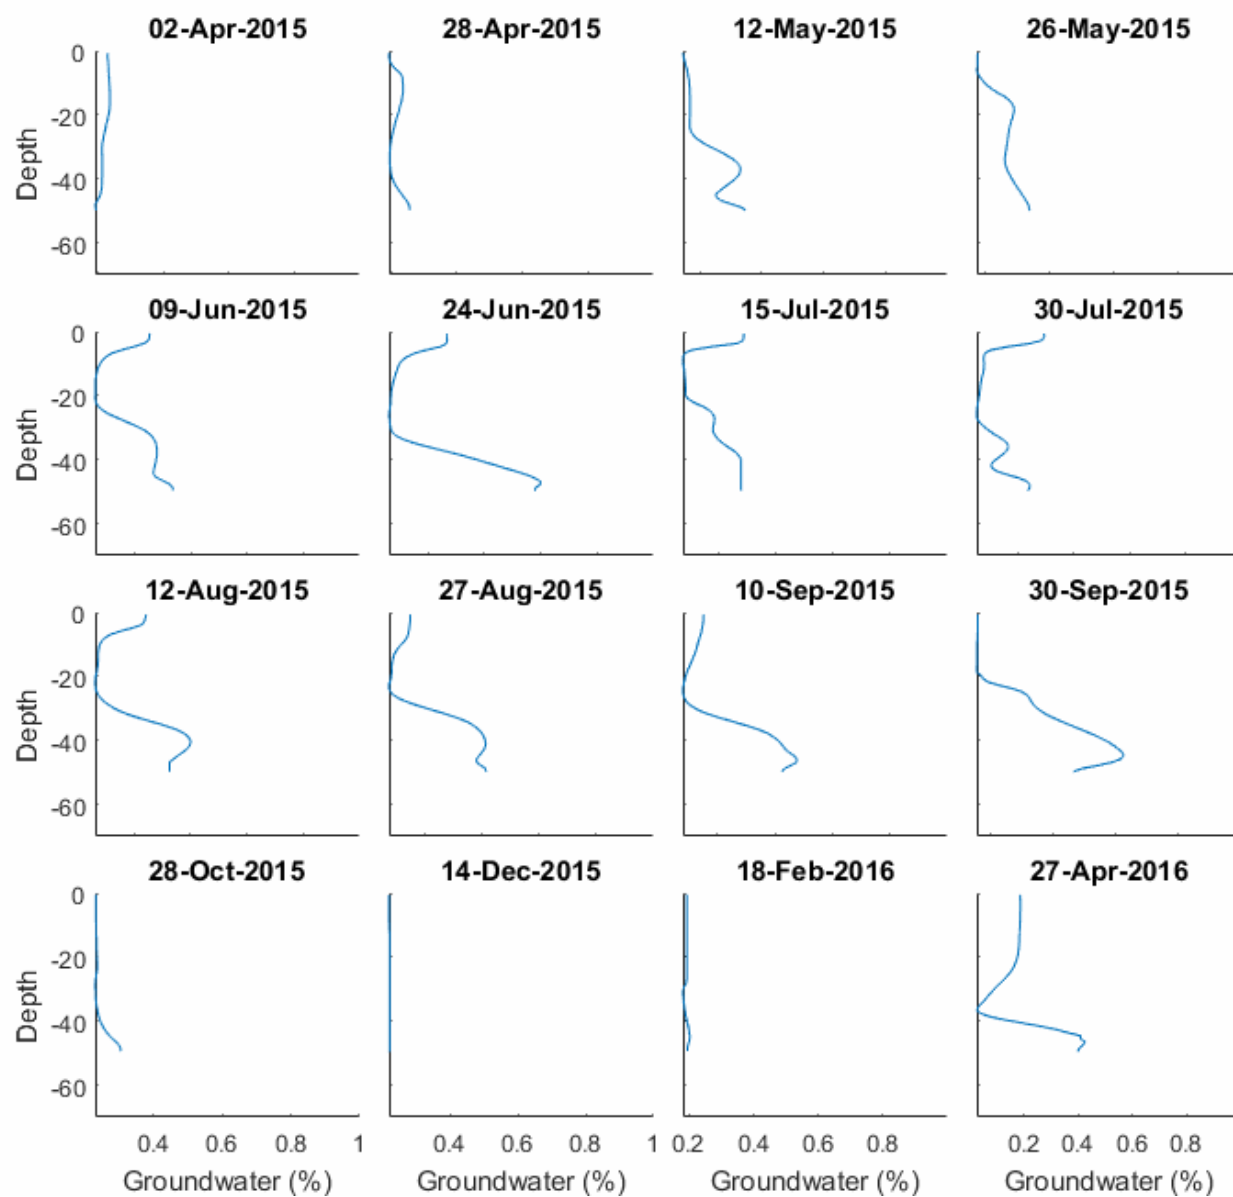 02-Apr-2015 28-Apr-2015 12-May-2015 26-May-2015
0
-20
-40
-60
Depth
09-Jun-2015 24-Jun-2015 15-Jul-2015 30-Jul-2015
0
-20
-40
-60
Depth
12-Aug-2015 27-Aug-2015 10-Sep-2015 30-Sep-2015
0
-20
-40
-60
Depth
28-Oct-2015 14-Dec-2015 18-Feb-2016 27-Apr-2016
0
-20
-40
-60
Depth
0.4 0.6 0.8 1 0.4 0.6 0.8 1 0.2 0.4 0.6 0.8 0.2 0.4 0.6 0.8
Groundwater (%) Groundwater (%) Groundwater (%) Groundwater (%)